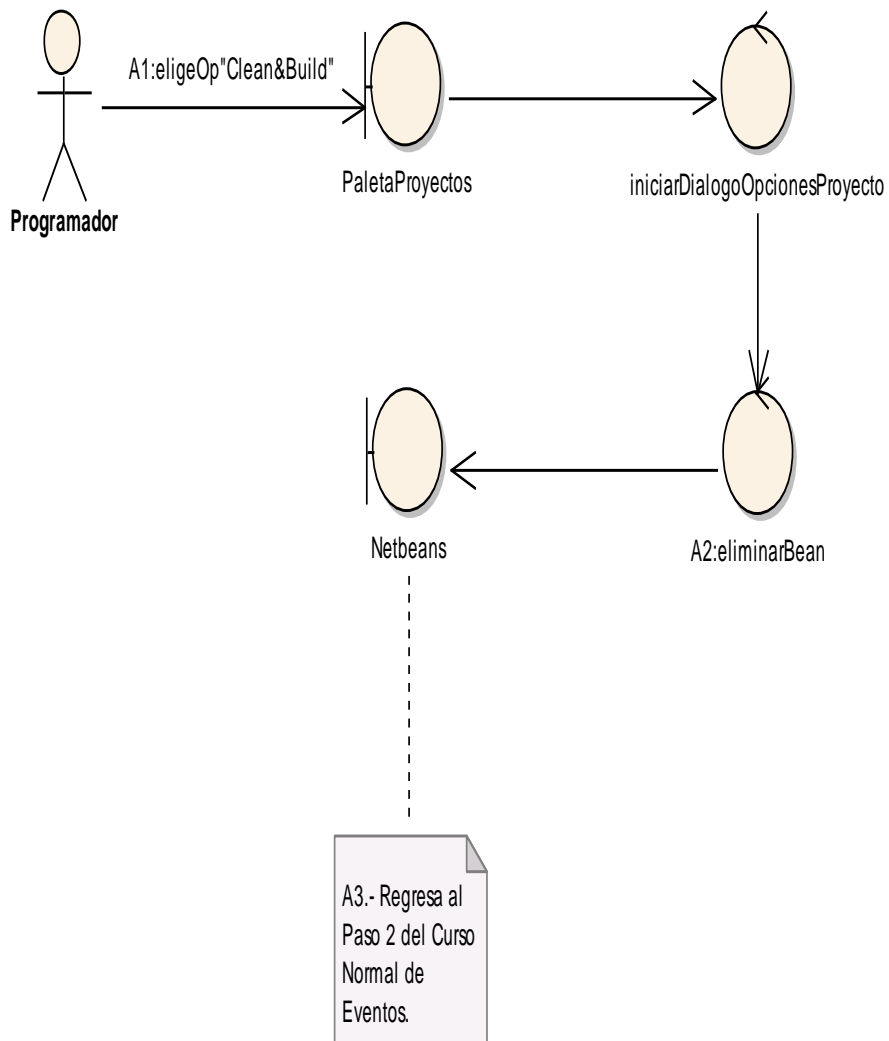 A1:eligeOp"Clean&Build"
PaletaProyectos
iniciarDialogoOpcionesProyecto
Programador
Netbeans
A2:eliminarBean
A3.- Regresa al
Paso 2 del Curso
Normal de
Eventos.